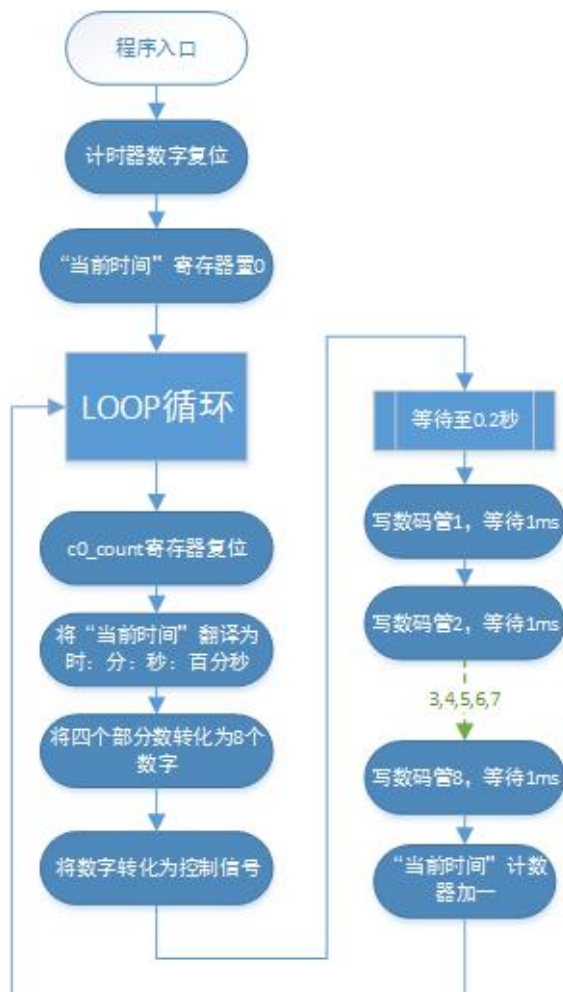 程序入口
计时器数字复位
“当前时间”寄存器置0
LOOP循环
c0_count寄存器复位
将“当前时间”翻译为
时：分：秒：百分秒
将四个部分数转化为8个
数字
将数字转化为控制信号
等待至0.2秒
写数码管1，等待1ms
写数码管2，等待1ms
3,4,5,6,7
写数码管8，等待1ms
“当前时间”计数
器加一